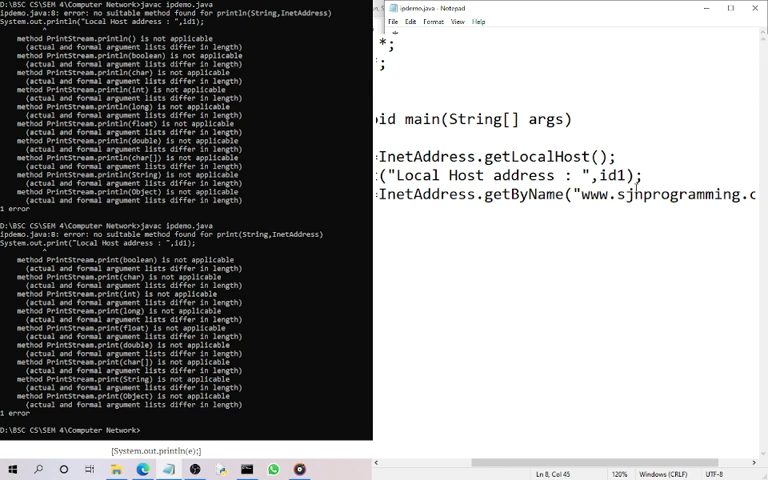 ipdemo.java:8: error: no suitable method found for println(String,InetAddress)
System.out.println("Local Host address : ",id1);
^
method PrintStream.println() is not applicable
(actual and formal argument lists differ in length)
method PrintStream.println(boolean) is not applicable
(actual and formal argument lists differ in length)
method PrintStream.println(char) is not applicable
(actual and formal argument lists differ in length)
method PrintStream.println(int) is not applicable
(actual and formal argument lists differ in length)
method PrintStream.println(long) is not applicable
(actual and formal argument lists differ in length)
method PrintStream.println(float) is not applicable
(actual and formal argument lists differ in length)
method PrintStream.println(double) is not applicable
(actual and formal argument lists differ in length)
method PrintStream.println(char[]) is not applicable
(actual and formal argument lists differ in length)
method PrintStream.println(String) is not applicable
(actual and formal argument lists differ in length)
method PrintStream.println(Object) is not applicable
(actual and formal argument lists differ in length)
1 error
D:\BSC CS\SEM 4\Computer Network>javac ipdemo.java
ipdemo.java:8: error: no suitable method found for print(String,InetAddress)
System.out.print("Local Host address : ",id1);
^
method PrintStream.print(boolean) is not applicable
(actual and formal argument lists differ in length)
method PrintStream.print(char) is not applicable
(actual and formal argument lists differ in length)
method PrintStream.print(int) is not applicable
(actual and formal argument lists differ in length)
method PrintStream.print(long) is not applicable
(actual and formal argument lists differ in length)
method PrintStream.print(float) is not applicable
(actual and formal argument lists differ in length)
method PrintStream.print(double) is not applicable
(actual and formal argument lists differ in length)
method PrintStream.print(char[]) is not applicable
(actual and formal argument lists differ in length)
method PrintStream.print(String) is not applicable
(actual and formal argument lists differ in length)
method PrintStream.print(Object) is not applicable
(actual and formal argument lists differ in length)
1 error
D:\BSC CS\SEM 4\Computer Network>
[System.out.println(e);]
ipdemo.java - Notepad
File Edit Format View Help
*;
*;
oid main(String[] args)
=InetAddress.getLocalHost();
t("Local Host address : ",id1);
=InetAddress.getByName("www.sjnprogramming.c
Ln 8, Col 45 120% Windows (CRLF) UTF-8